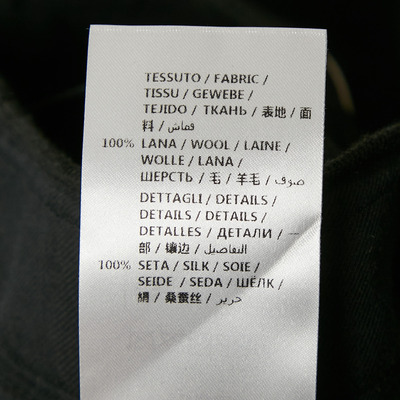 TESSUTO / FABRIC /
TISSU / GEWEBE /
TEJIDO / ТКАНЬ / 表地 / 面
料 / قماش /
100% LANA / WOOL / LAINE /
WOLLE / LANA /
ШЕРСТЬ / 毛 / 羊毛 / صوف /
DETTAGLI / DETAILS /
DETAILS / DETAILS /
DETALLES / ДЕТАЛИ / 一
部 / 镶边 / التفاصيل /
100% SETA / SILK / SOIE /
SEIDE / SEDA / ШЁЛК /
絹 / 桑蚕丝 / حرير /